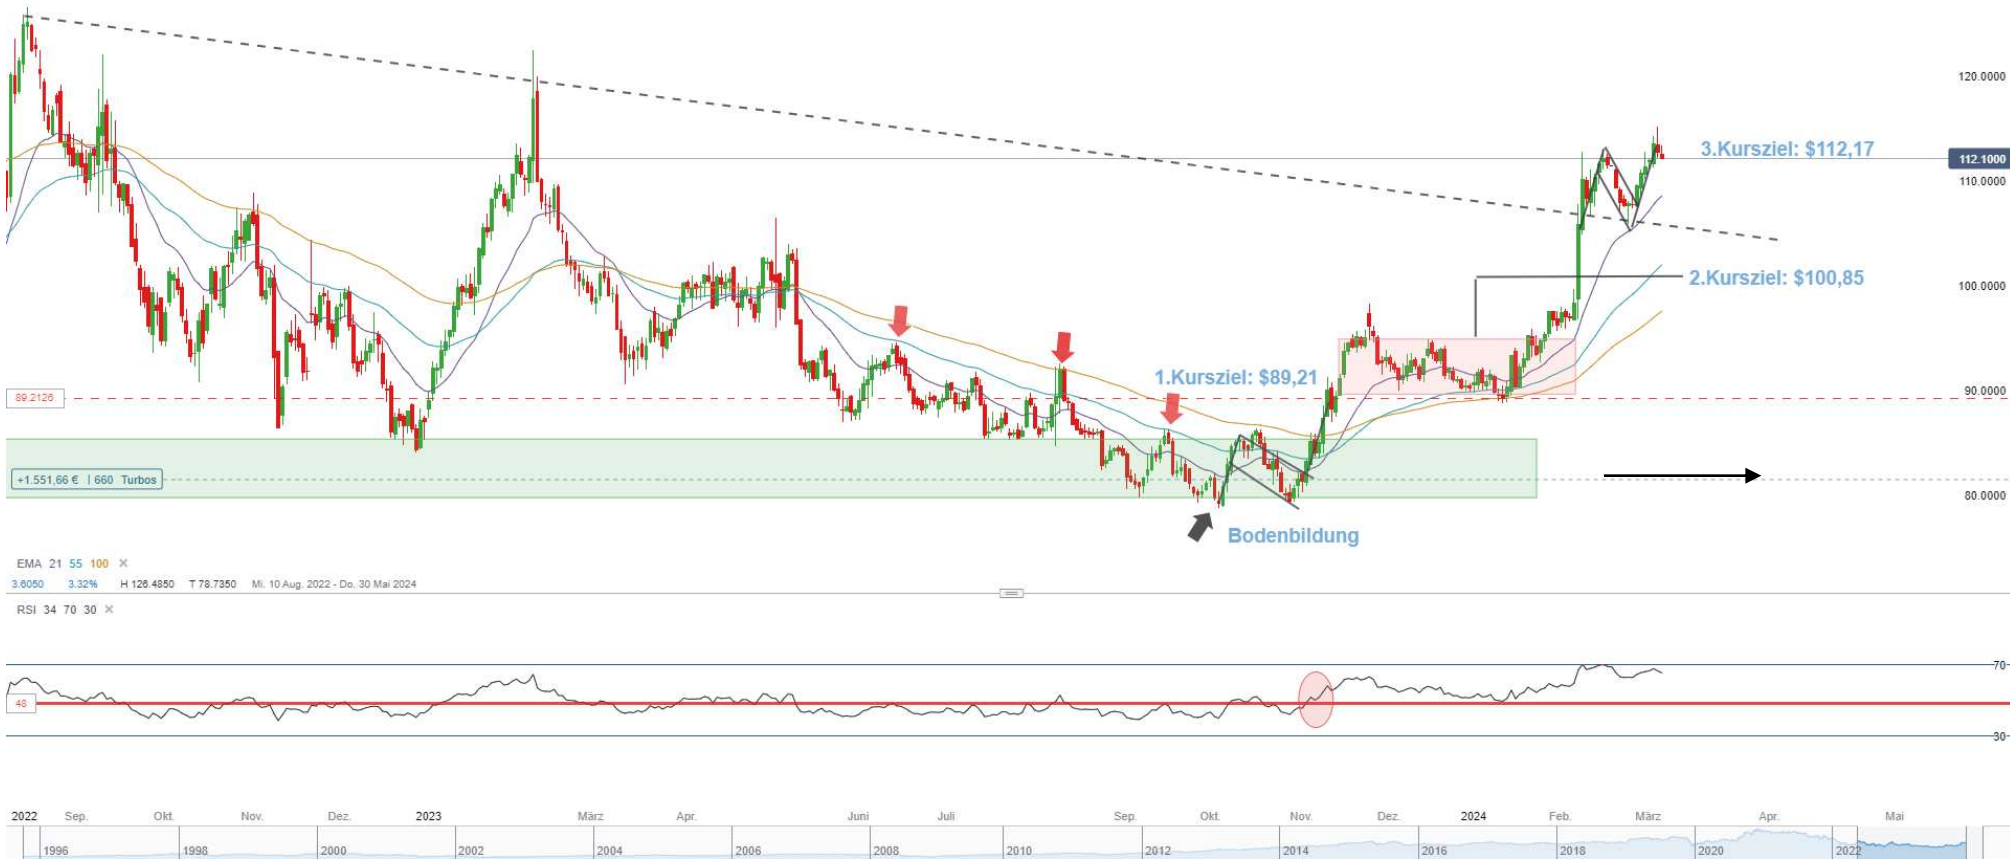 120.0000
3.Kursziel: $112,17
112.1000
110.0000
2.Kursziel: $100,85
100.0000
1.Kursziel: $89,21
89.2126
90.0000
+1.551,66 € | 660 Turbos
80.0000
Bodenbildung
EMA 21 55 100 ✕
3.6050 3.32% H 126.4850 T 78.7350 Mi. 10 Aug. 2022 - Do. 30 Mai 2024
RSI 34 70 30 ✕
70
48
30
2022 Sep. Okt. Nov. Dez. 2023 März Apr. Juni Juli Sep. Okt. Nov. Dez. 2024 Feb. März Apr. Mai
1996 1998 2000 2002 2004 2006 2008 2010 2012 2014 2016 2018 2020 2022